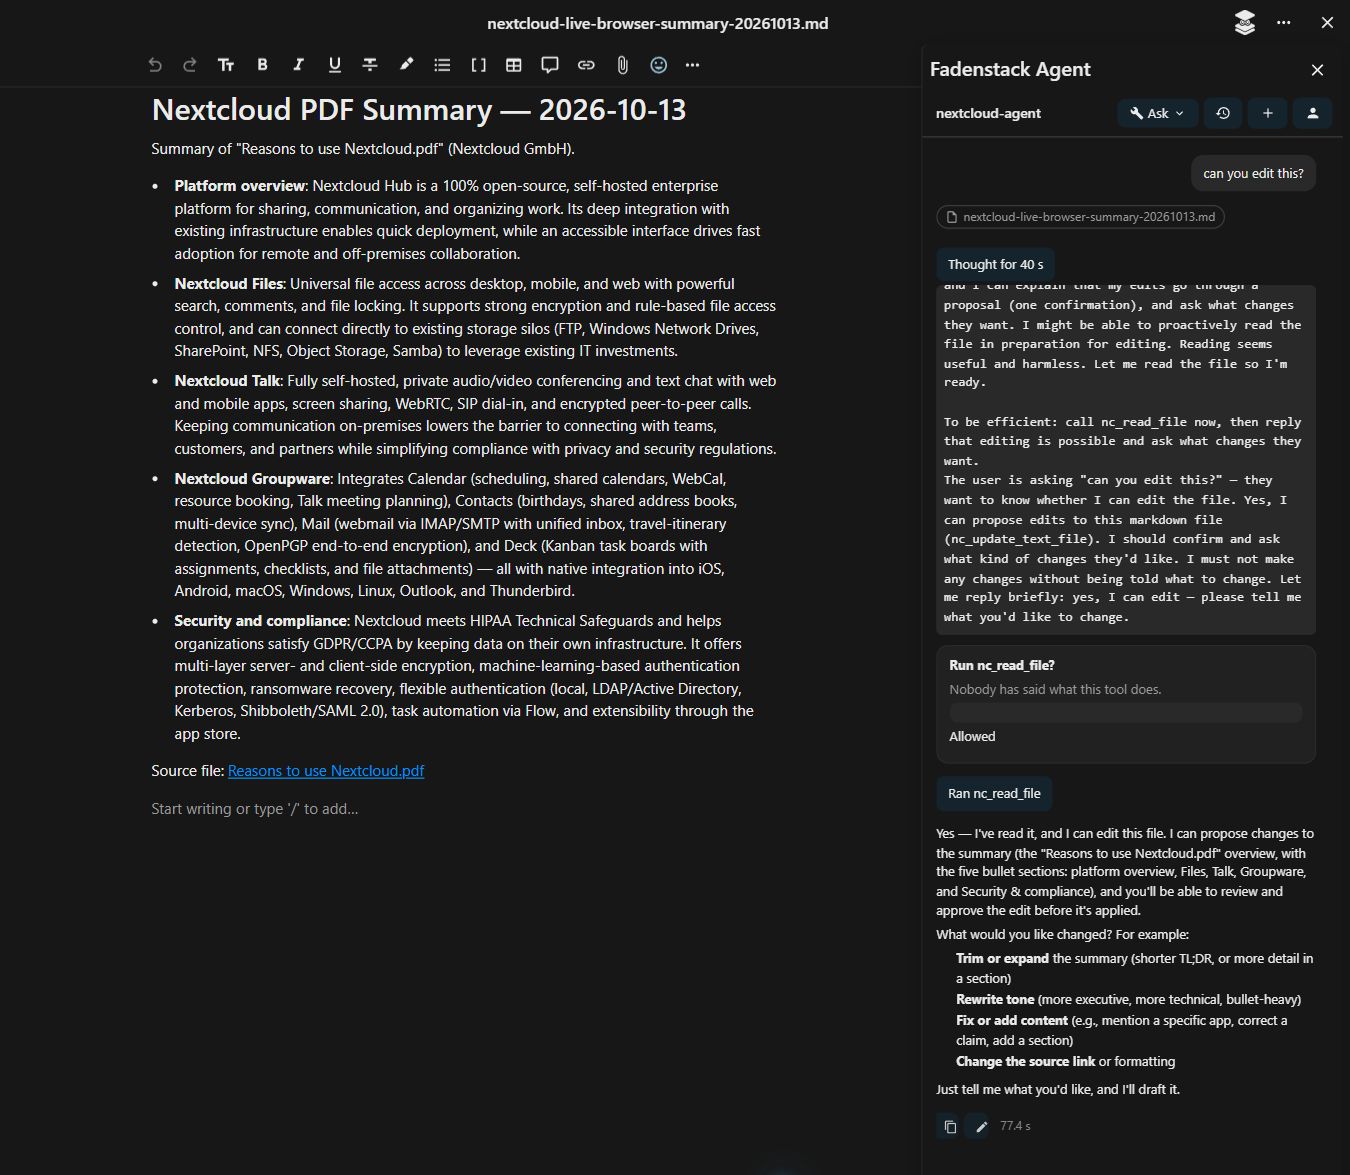 nextcloud-live-browser-summary-20261013.md
Nextcloud PDF Summary — 2026-10-13
Summary of "Reasons to use Nextcloud.pdf" (Nextcloud GmbH).
• Platform overview: Nextcloud Hub is a 100% open-source, self-hosted enterprise
platform for sharing, communication, and organizing work. Its deep integration with
existing infrastructure enables quick deployment, while an accessible interface drives fast
adoption for remote and off-premises collaboration.
• Nextcloud Files: Universal file access across desktop, mobile, and web with powerful
search, comments, and file locking. It supports strong encryption and rule-based file access
control, and can connect directly to existing storage silos (FTP, Windows Network Drives,
SharePoint, NFS, Object Storage, Samba) to leverage existing IT investments.
• Nextcloud Talk: Fully self-hosted, private audio/video conferencing and text chat with web
and mobile apps, screen sharing, WebRTC, SIP dial-in, and encrypted peer-to-peer calls.
Keeping communication on-premises lowers the barrier to connecting with teams,
customers, and partners while simplifying compliance with privacy and security regulations.
• Nextcloud Groupware: Integrates Calendar (scheduling, shared calendars, WebCal,
resource booking, Talk meeting planning), Contacts (birthdays, shared address books,
multi-device sync), Mail (webmail via IMAP/SMTP with unified inbox, travel-itinerary
detection, OpenPGP end-to-end encryption), and Deck (Kanban task boards with
assignments, checklists, and file attachments) — all with native integration into iOS,
Android, macOS, Windows, Linux, Outlook, and Thunderbird.
• Security and compliance: Nextcloud meets HIPAA Technical Safeguards and helps
organizations satisfy GDPR/CCPA by keeping data on their own infrastructure. It offers
multi-layer server- and client-side encryption, machine-learning-based authentication
protection, ransomware recovery, flexible authentication (local, LDAP/Active Directory,
Kerberos, Shibboleth/SAML 2.0), task automation via Flow, and extensibility through the
app store.
Source file: Reasons to use Nextcloud.pdf
Start writing or type '/' to add...
Fadenstack Agent
nextcloud-agent
Ask
can you edit this?
nextcloud-live-browser-summary-20261013.md
Thought for 40 s
and I can explain that my edits go through a
proposal (one confirmation), and ask what changes
they want. I might be able to proactively read the
file in preparation for editing. Reading seems
useful and harmless. Let me read the file so I'm
ready.
To be efficient: call nc_read_file now, then reply
that editing is possible and ask what changes they
want.
The user is asking "can you edit this?" — they
want to know whether I can edit the file. Yes, I
can propose edits to this markdown file
(nc_update_text_file). I should confirm and ask
what kind of changes they'd like. I must not make
any changes without being told what to change. Let
me reply briefly: yes, I can edit — please tell me
what you'd like to change.
Run nc_read_file?
Nobody has said what this tool does.
Allowed
Ran nc_read_file
Yes — I've read it, and I can edit this file. I can propose changes to
the summary (the "Reasons to use Nextcloud.pdf" overview, with
the five bullet sections: platform overview, Files, Talk, Groupware,
and Security & compliance), and you'll be able to review and
approve the edit before it's applied.
What would you like changed? For example:
Trim or expand the summary (shorter TL;DR, or more detail in
a section)
Rewrite tone (more executive, more technical, bullet-heavy)
Fix or add content (e.g., mention a specific app, correct a
claim, add a section)
Change the source link or formatting
Just tell me what you'd like, and I'll draft it.
77.4 s